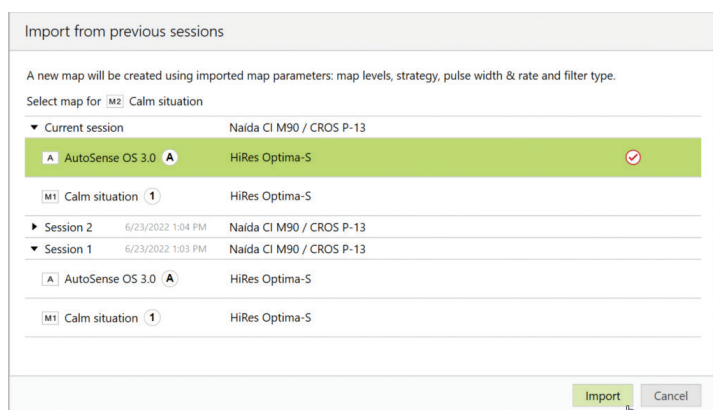 Import from previous sessions
A new map will be created using imported map parameters: map levels, strategy, pulse width & rate and filter type.
Select map for M2 Calm situation
Current session Naída CI M90 / CROS P-13
A AutoSense OS 3.0 A HiRes Optima-S
M1 Calm situation 1 HiRes Optima-S
Session 2 6/23/2022 1:04 PM Naída CI M90 / CROS P-13
Session 1 6/23/2022 1:03 PM Naída CI M90 / CROS P-13
A AutoSense OS 3.0 A HiRes Optima-S
M1 Calm situation 1 HiRes Optima-S
Import Cancel